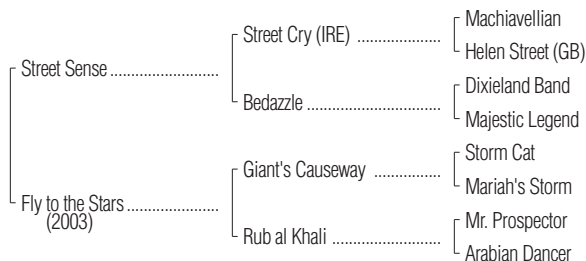 Machiavellian
Street Cry (IRE) ....................
Helen Street (GB)
Street Sense ..........................
Dixieland Band
Bedazzle ................................
Majestic Legend
Storm Cat
Giant's Causeway ................
Mariah's Storm
Fly to the Stars ......................
(2003)
Mr. Prospector
Rub al Khali ..........................
Arabian Dancer